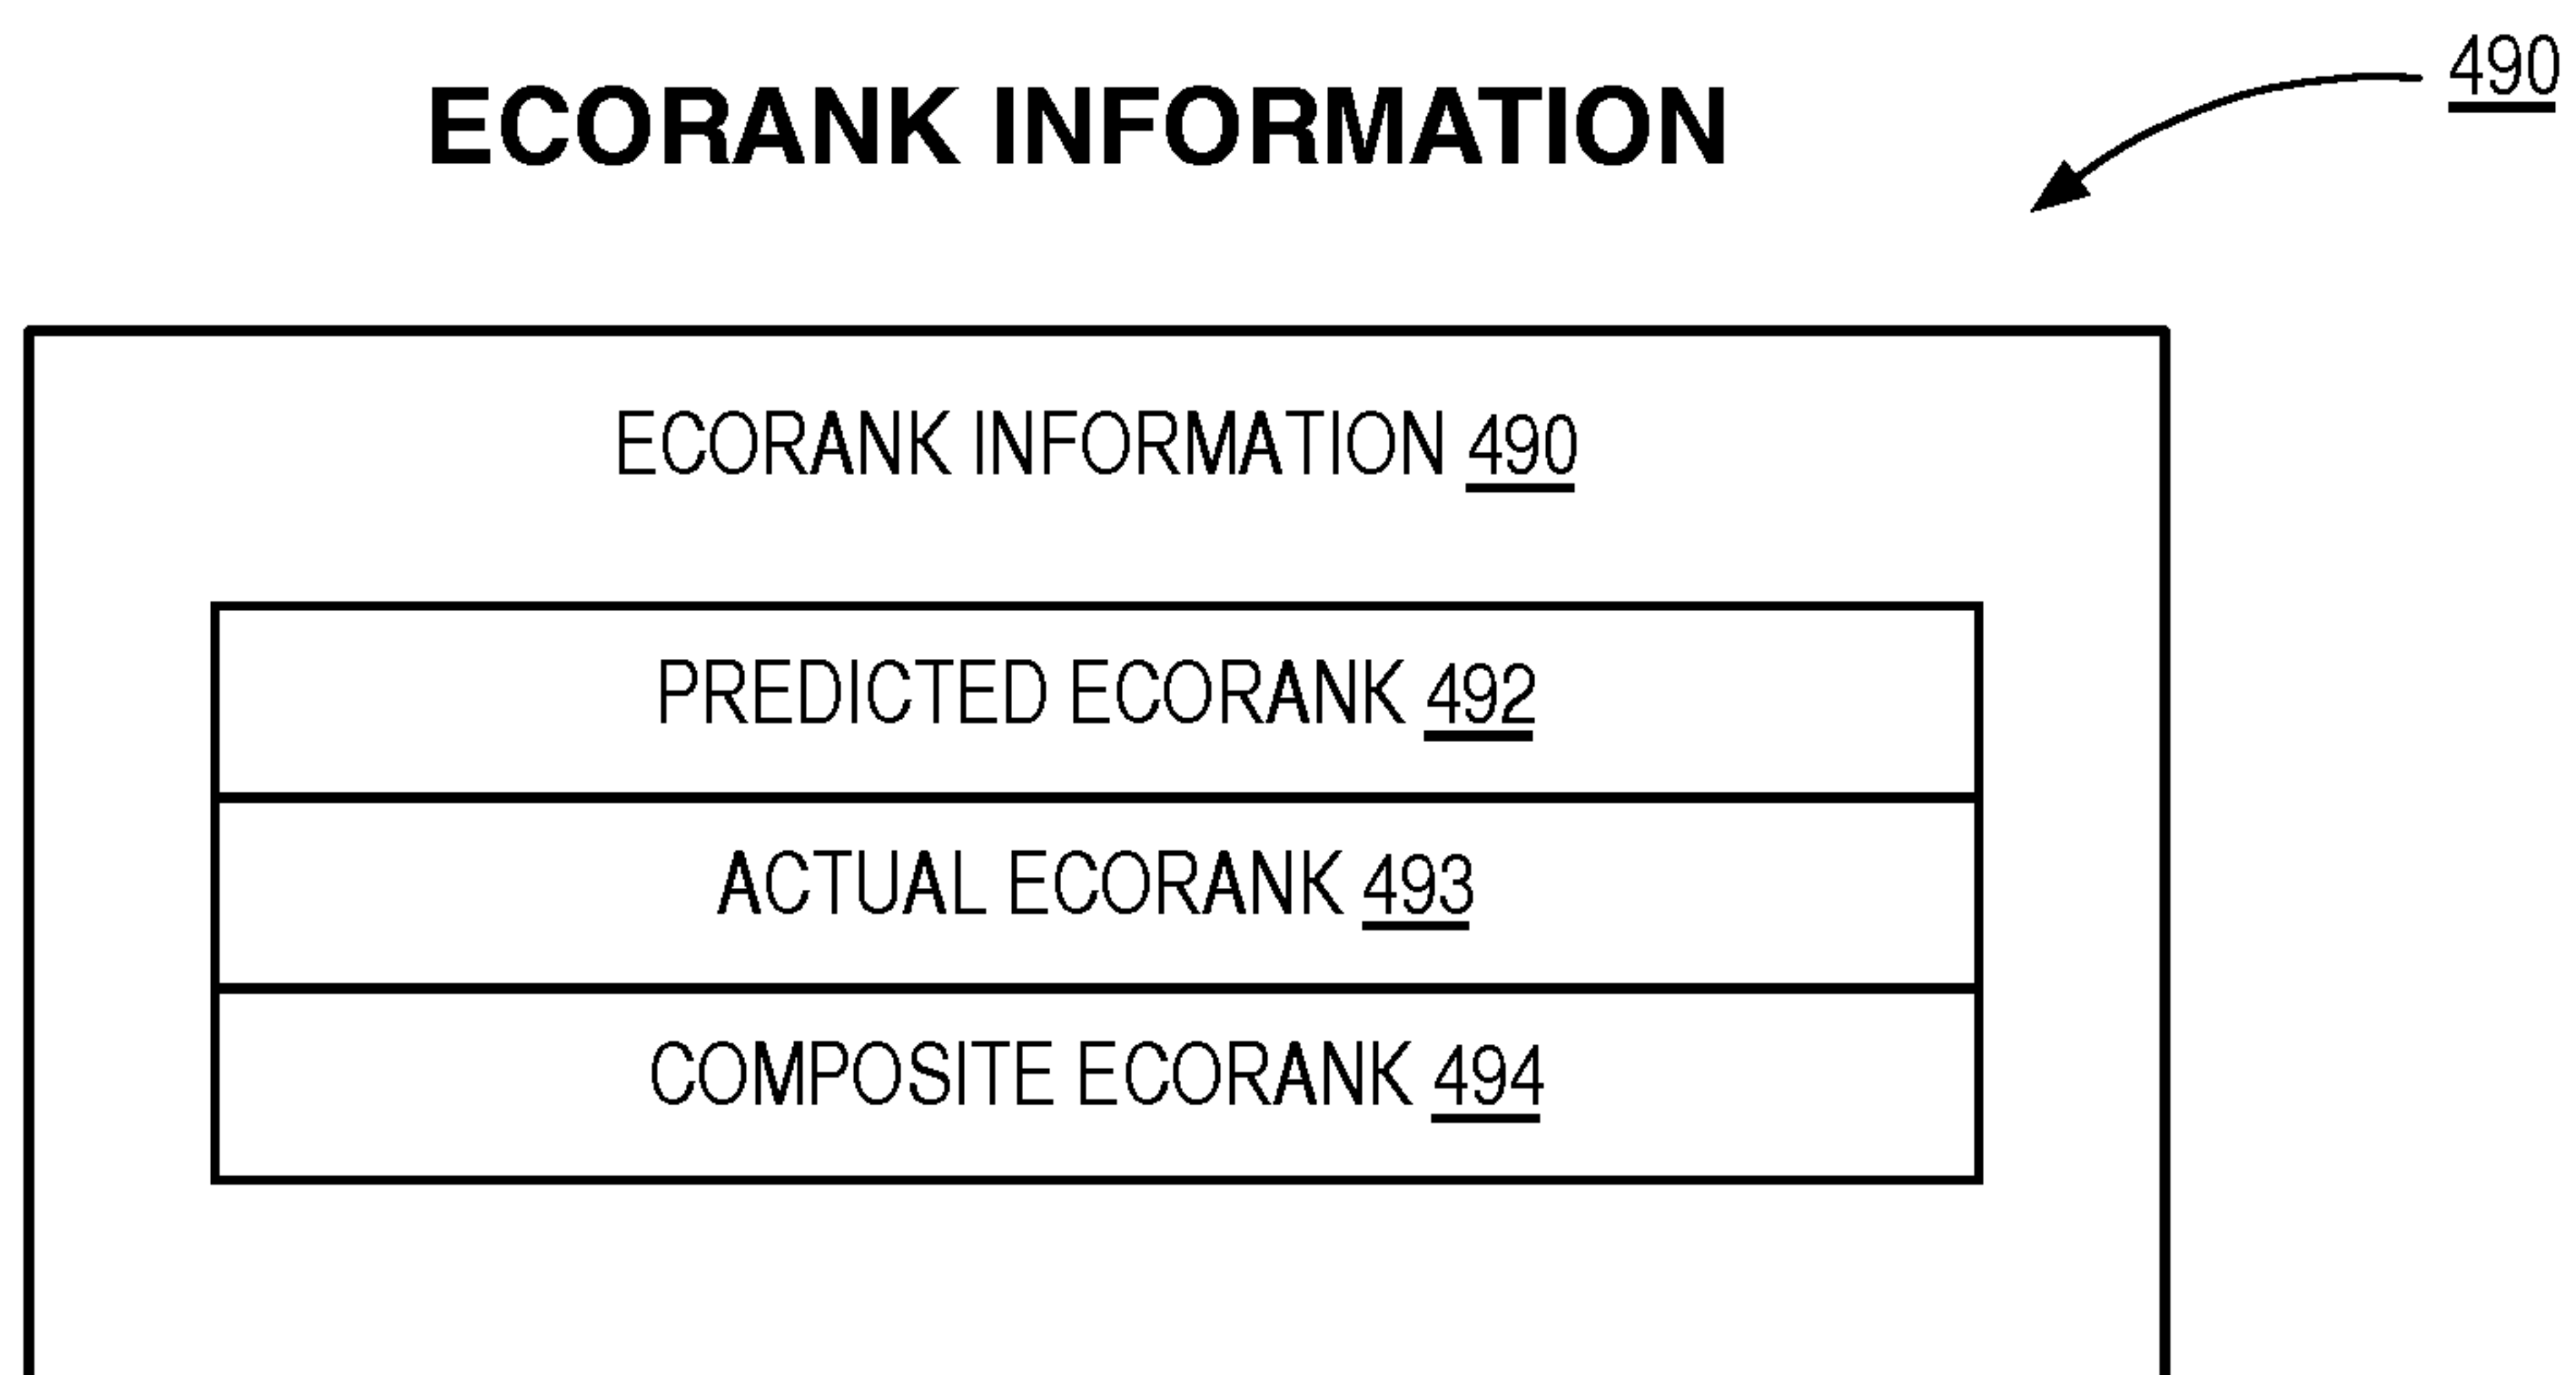 490
ECORANK INFORMATION
ECORANK INFORMATION 490
PREDICTED ECORANK 492
ACTUAL ECORANK 493
COMPOSITE ECORANK 494